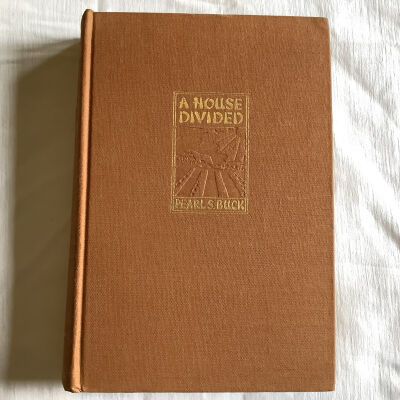 A HOUSE
DIVIDED
PEARL S. BUCK